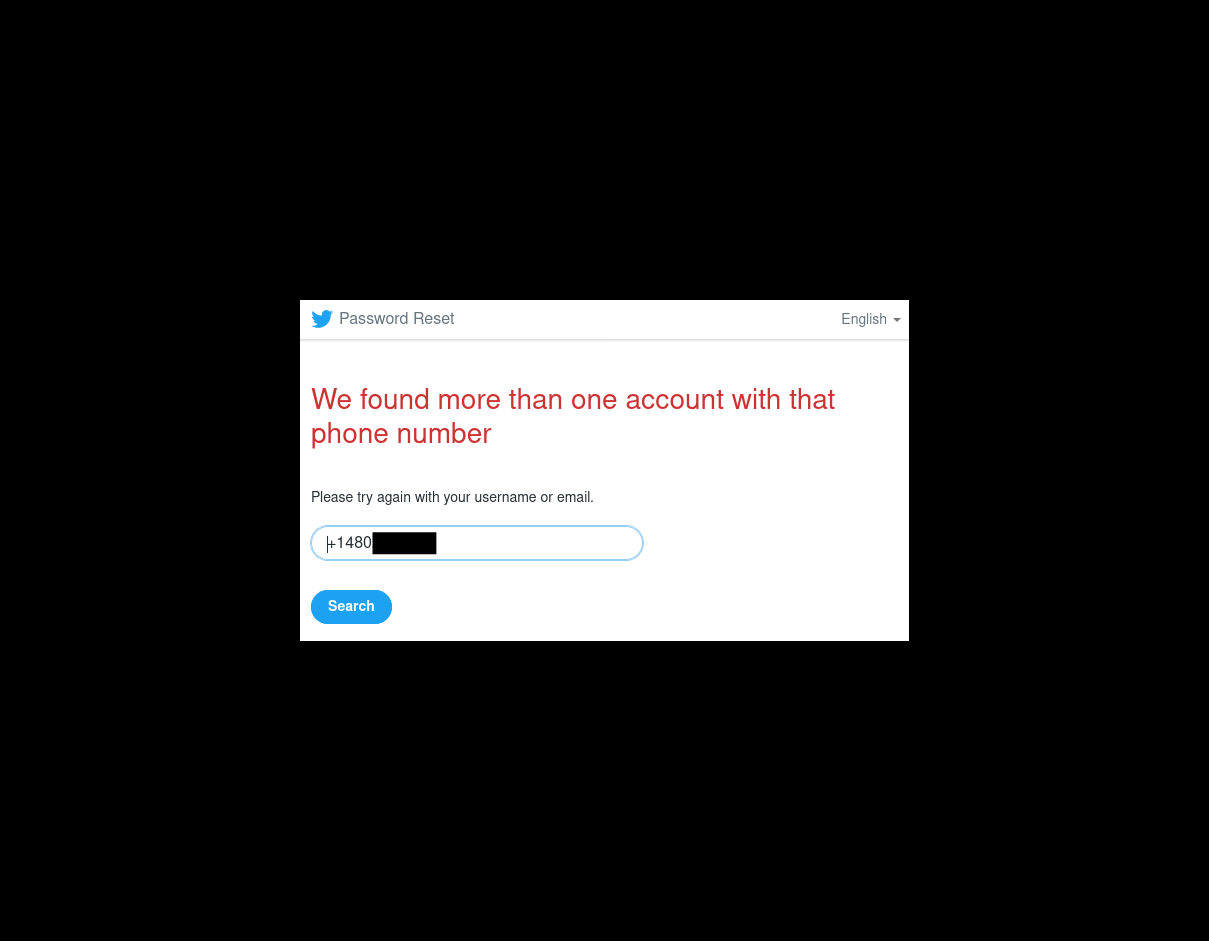 Password Reset
English
We found more than one account with that
phone number
Please try again with your username or email.
+1480
Search